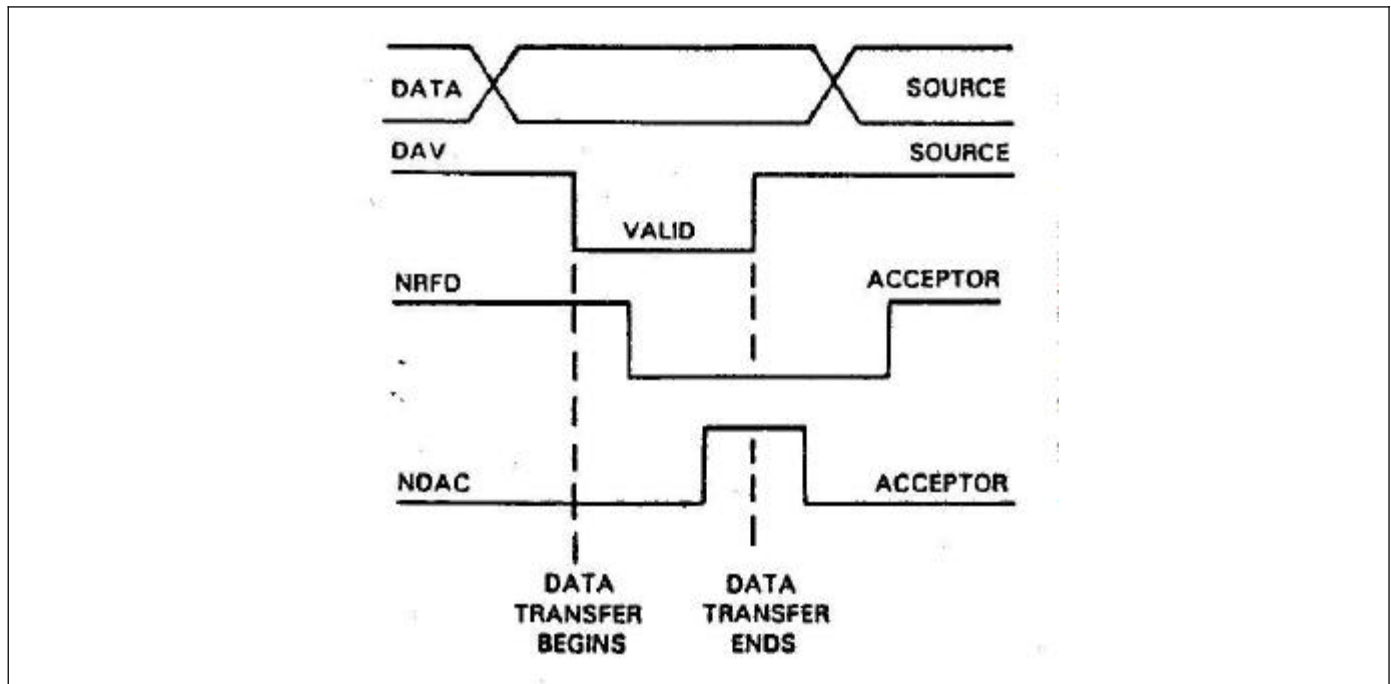 DATA SOURCE
DAV SOURCE
VALID
NRFD ACCEPTOR
NDAC ACCEPTOR
DATA DATA
TRANSFER TRANSFER
BEGINS ENDS